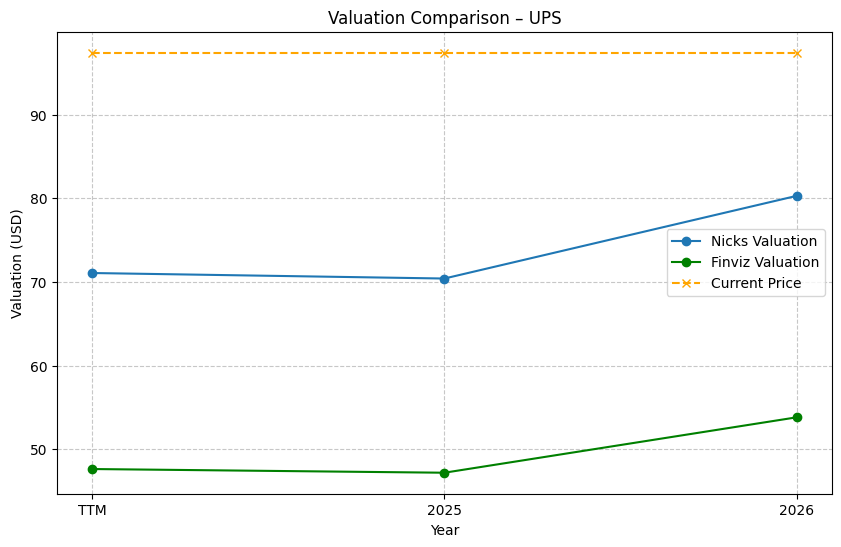 Valuation Comparison – UPS
Valuation (USD)
90
80
70
60
50
Nicks Valuation
Finviz Valuation
Current Price
TTM
2025
2026
Year